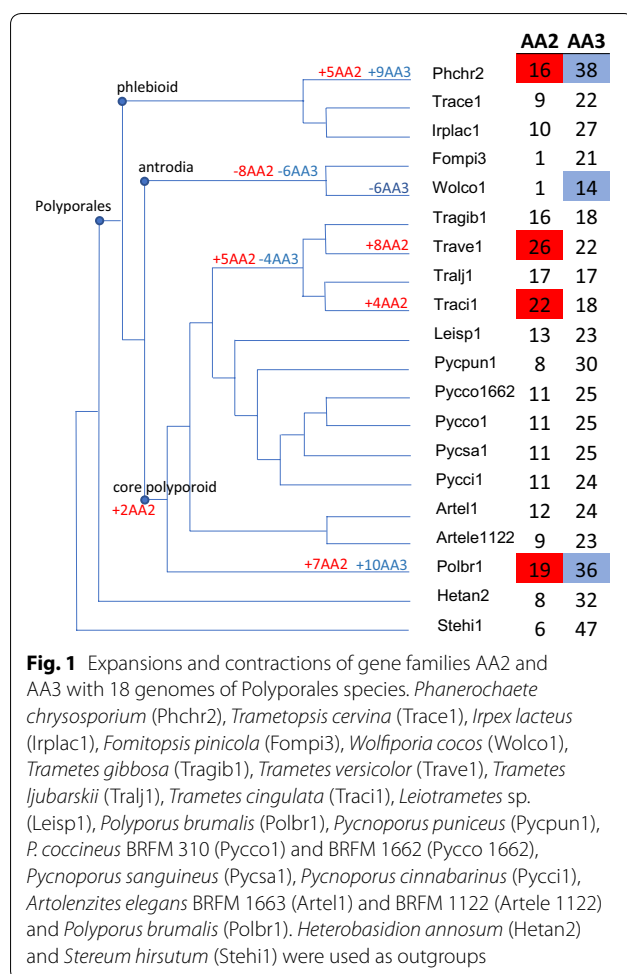 AA2 AA3
+5AA2 +9AA3 Phchr2 16 38
phlebioid
Trace1 9 22
Irplac1 10 27
Fompi3 1 21
antrodia -8AA2 -6AA3
-6AA3 Wolco1 1 14
Polyporales
Tragib1 16 18
+8AA2 Trave1 26 22
+5AA2 -4AA3
Tralj1 17 17
+4AA2 Traci1 22 18
Leisp1 13 23
Pycpun1 8 30
Pycco1662 11 25
Pycco1 11 25
Pycsa1 11 25
Pycci1 11 24
core polyporoid
+2AA2
Artel1 12 24
Artele1122 9 23
+7AA2 +10AA3 Polbr1 19 36
Hetan2 8 32
Stehi1 6 47
Fig. 1 Expansions and contractions of gene families AA2 and
AA3 with 18 genomes of Polyporales species. Phanerochaete
chrysosporium (Phchr2), Trametopsis cervina (Trace1), Irpex lacteus
(Irplac1), Fomitopsis pinicola (Fompi3), Wolfiporia cocos (Wolco1),
Trametes gibbosa (Tragib1), Trametes versicolor (Trave1), Trametes
ljubarskii (Tralj1), Trametes cingulata (Traci1), Leiotrametes sp.
(Leisp1), Polyporus brumalis (Polbr1), Pycnoporus puniceus (Pycpun1),
P. coccineus BRFM 310 (Pycco1) and BRFM 1662 (Pycco 1662),
Pycnoporus sanguineus (Pycsa1), Pycnoporus cinnabarinus (Pycci1),
Artolenzites elegans BRFM 1663 (Artel1) and BRFM 1122 (Artele 1122)
and Polyporus brumalis (Polbr1). Heterobasidion annosum (Hetan2)
and Stereum hirsutum (Stehi1) were used as outgroups